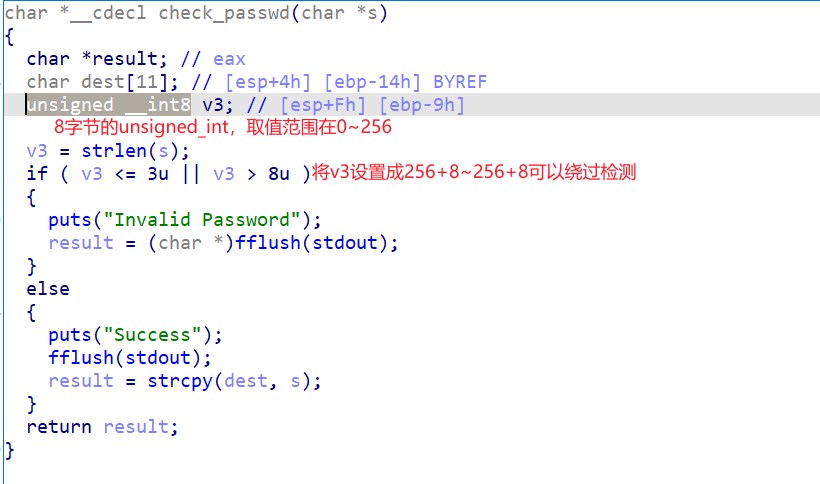 char *__cdecl check_passwd(char *s)
{
char *result; // eax
char dest[11]; // [esp+4h] [ebp-14h] BYREF
unsigned __int8 v3; // [esp+Fh] [ebp-9h]
8字节的unsigned_int，取值范围在0~256
v3 = strlen(s);
if ( v3 <= 3u || v3 > 8u )将v3设置成256+8~256+8可以绕过检测
{
puts("Invalid Password");
result = (char *)fflush(stdout);
}
else
{
puts("Success");
fflush(stdout);
result = strcpy(dest, s);
}
return result;
}